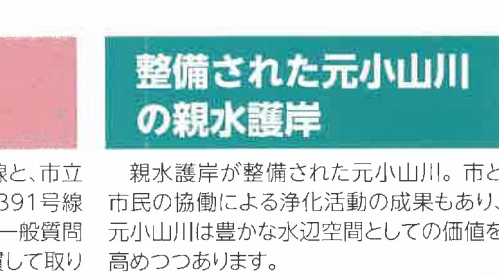 整備された元小山川
の親水護岸
線と、市立
391号線
一般質問
して取り
親水護岸が整備された元小山川。市と
市民の協働による浄化活動の成果もあり、
元小山川は豊かな水辺空間としての価値を
高めつつあります。